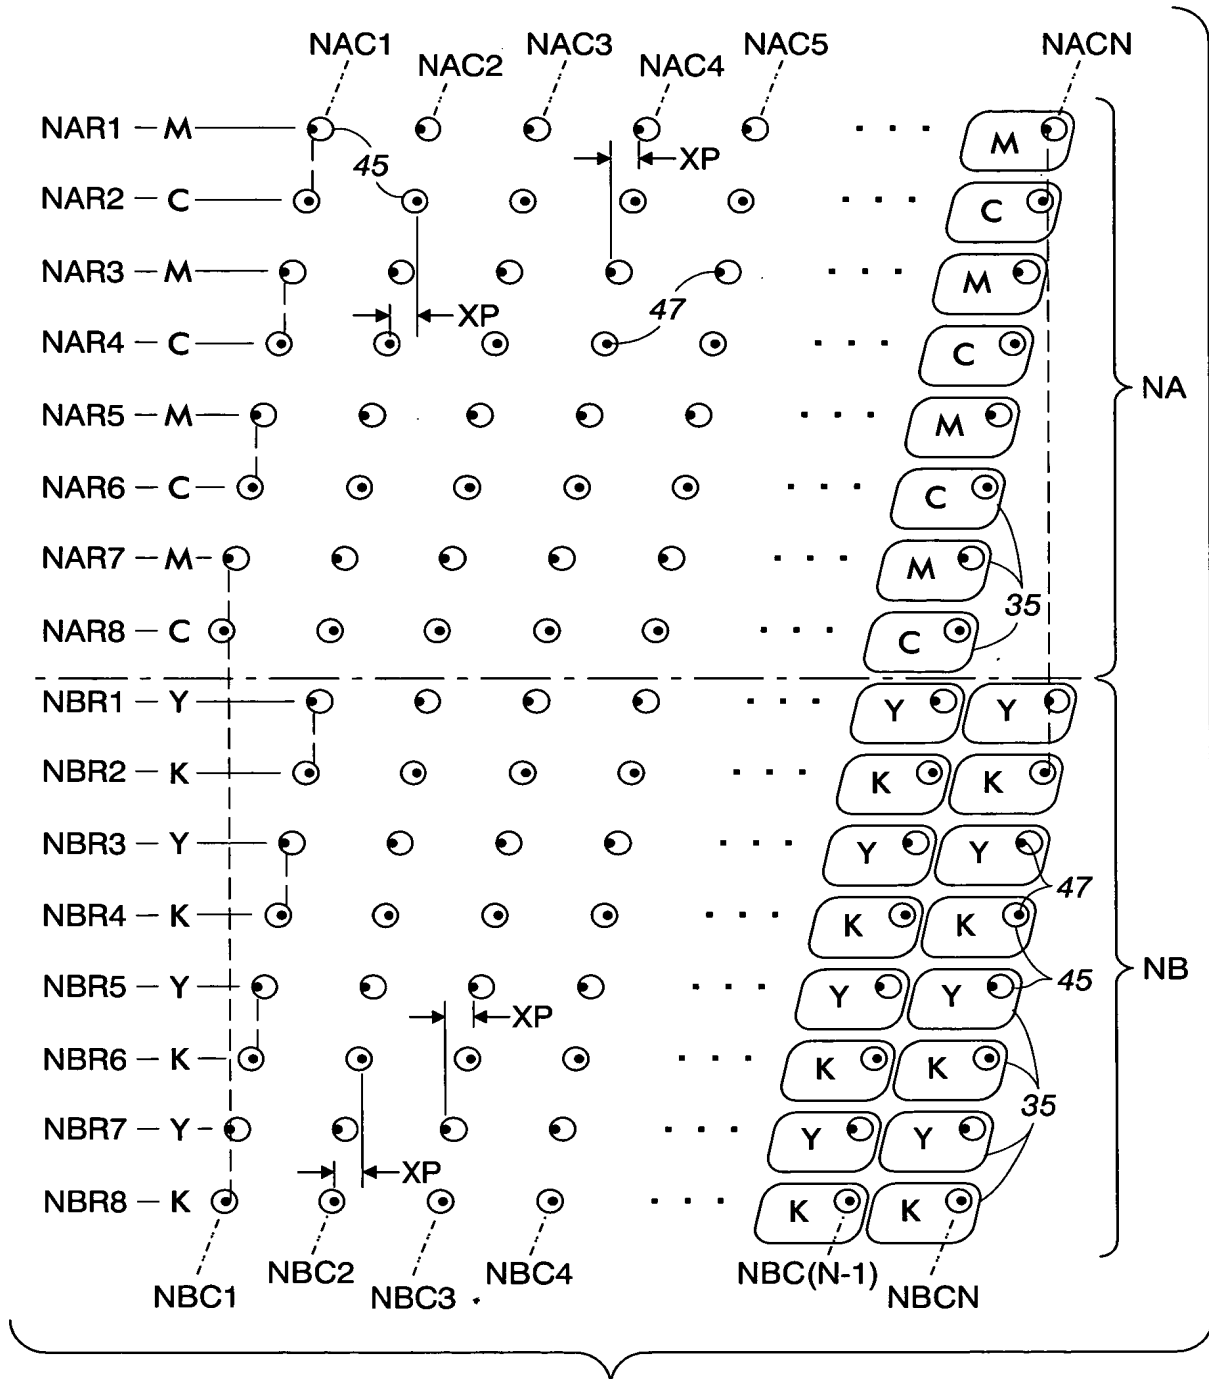 NAC1 NAC2 NAC3 NAC4 NAC5 NACN
NAR1 – M M
45 XP
NAR2 – C · · · C
NAR3 – M · · · M
47
XP
NAR4 – C · · · C
NA
NAR5 – M · · · M
NAR6 – C · · · C
NAR7 – M · · · M
35
NAR8 – C · · · C
NBR1 – Y · · · Y Y
NBR2 – K · · · K K
NBR3 – Y · · · Y Y
47
NBR4 – K · · · K K
NB
45
NBR5 – Y · · · Y Y
XP
NBR6 – K · · · K K
35
NBR7 – Y · · · Y Y
XP
NBR8 – K · · · K K
NBC1 NBC2 NBC3 NBC4 NBC(N-1) NBCN